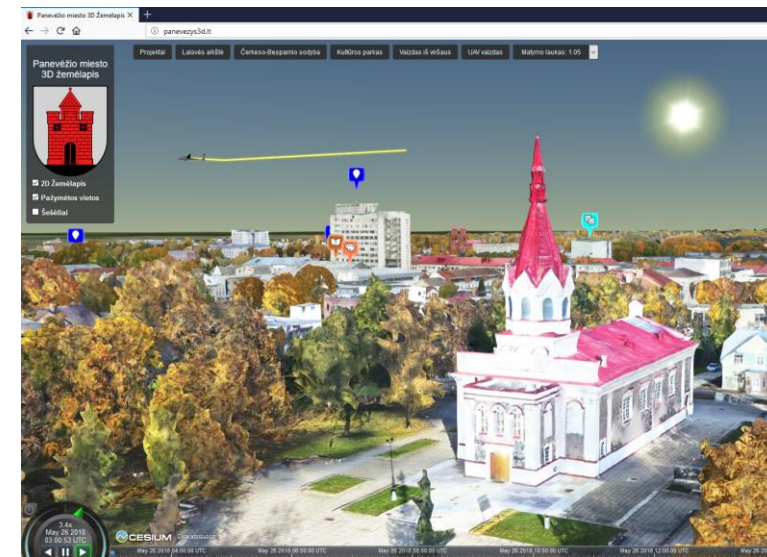 Panevėžio miesto 3D Žemėlapis
panevezys3d.lt
Projektai
Laisvės aikštė
Čerkeso-Besparnio sodyba
Kultūros parkas
Vaizdas iš viršaus
UAV vaizdas
Matymo laukas: 1.05
Panevėžio miesto
3D žemėlapis
2D Žemėlapis
Pažymėtos vietos
Šešėliai
3.4x
May 26 2018
03:00:53 UTC
CESIUM
May 26 2018 04:00:00 UTC
May 26 2018 06:00:00 UTC
May 26 2018 08:00:00 UTC
May 26 2018 10:00:00 UTC
May 26 2018 12:00:00 UTC